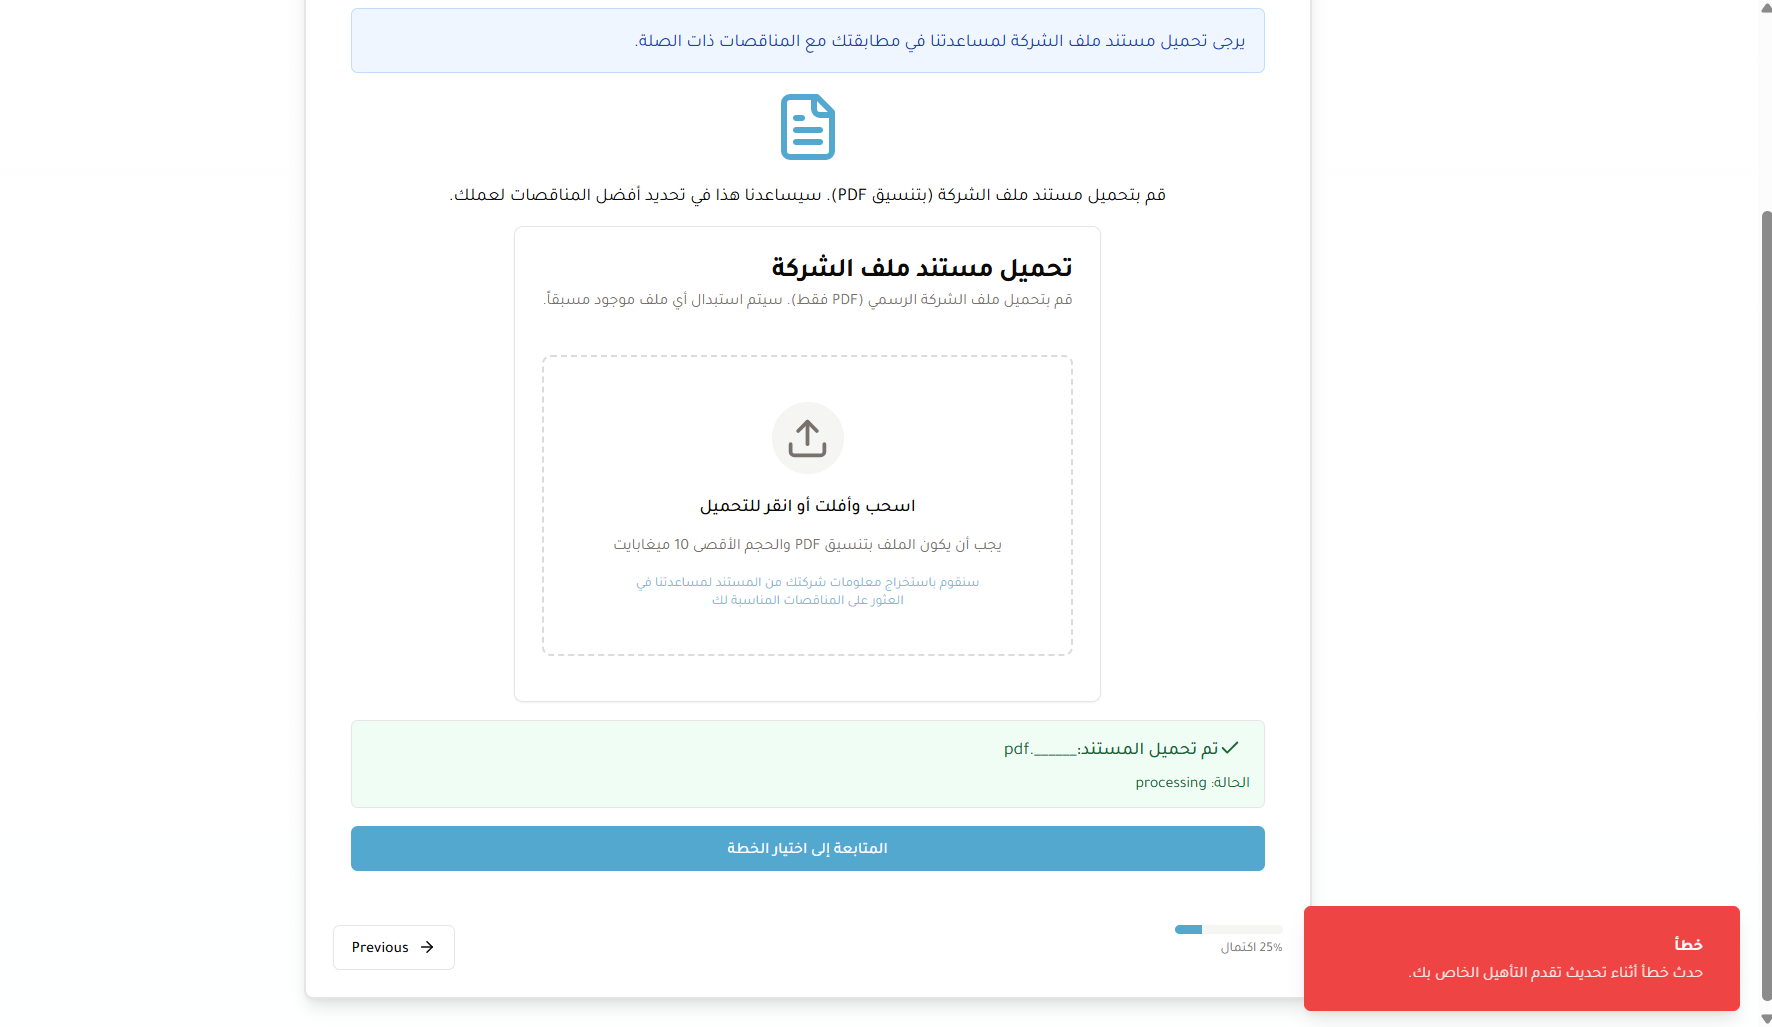 يرجى تحميل مستند ملف الشركة لمساعدتنا في مطابقتك مع المناقصات ذات الصلة.
قم بتحميل مستند ملف الشركة (بتنسيق PDF). سيساعدنا هذا في تحديد أفضل المناقصات لعملك.
تحميل مستند ملف الشركة
قم بتحميل ملف الشركة الرسمي (PDF فقط). سيتم استبدال أي ملف موجود مسبقاً.
اسحب وأفلت أو انقر للتحميل
يجب أن يكون الملف بتنسيق PDF والحجم الأقصى 10 ميغابايت
سنقوم باستخراج معلومات شركتك من المستند لمساعدتنا في
العثور على المناقصات المناسبة لك
تم تحميل المستند:______.pdf
الحالة: processing
المتابعة إلى اختيار الخطة
25% اكتمال
Previous
خطأ
حدث خطأ أثناء تحديث تقدم التأهيل الخاص بك.